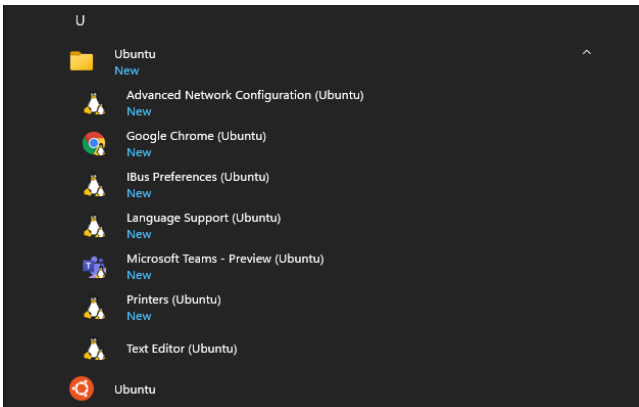 U
Ubuntu
New
Advanced Network Configuration (Ubuntu)
New
Google Chrome (Ubuntu)
New
IBus Preferences (Ubuntu)
New
Language Support (Ubuntu)
New
Microsoft Teams - Preview (Ubuntu)
New
Printers (Ubuntu)
New
Text Editor (Ubuntu)
Ubuntu